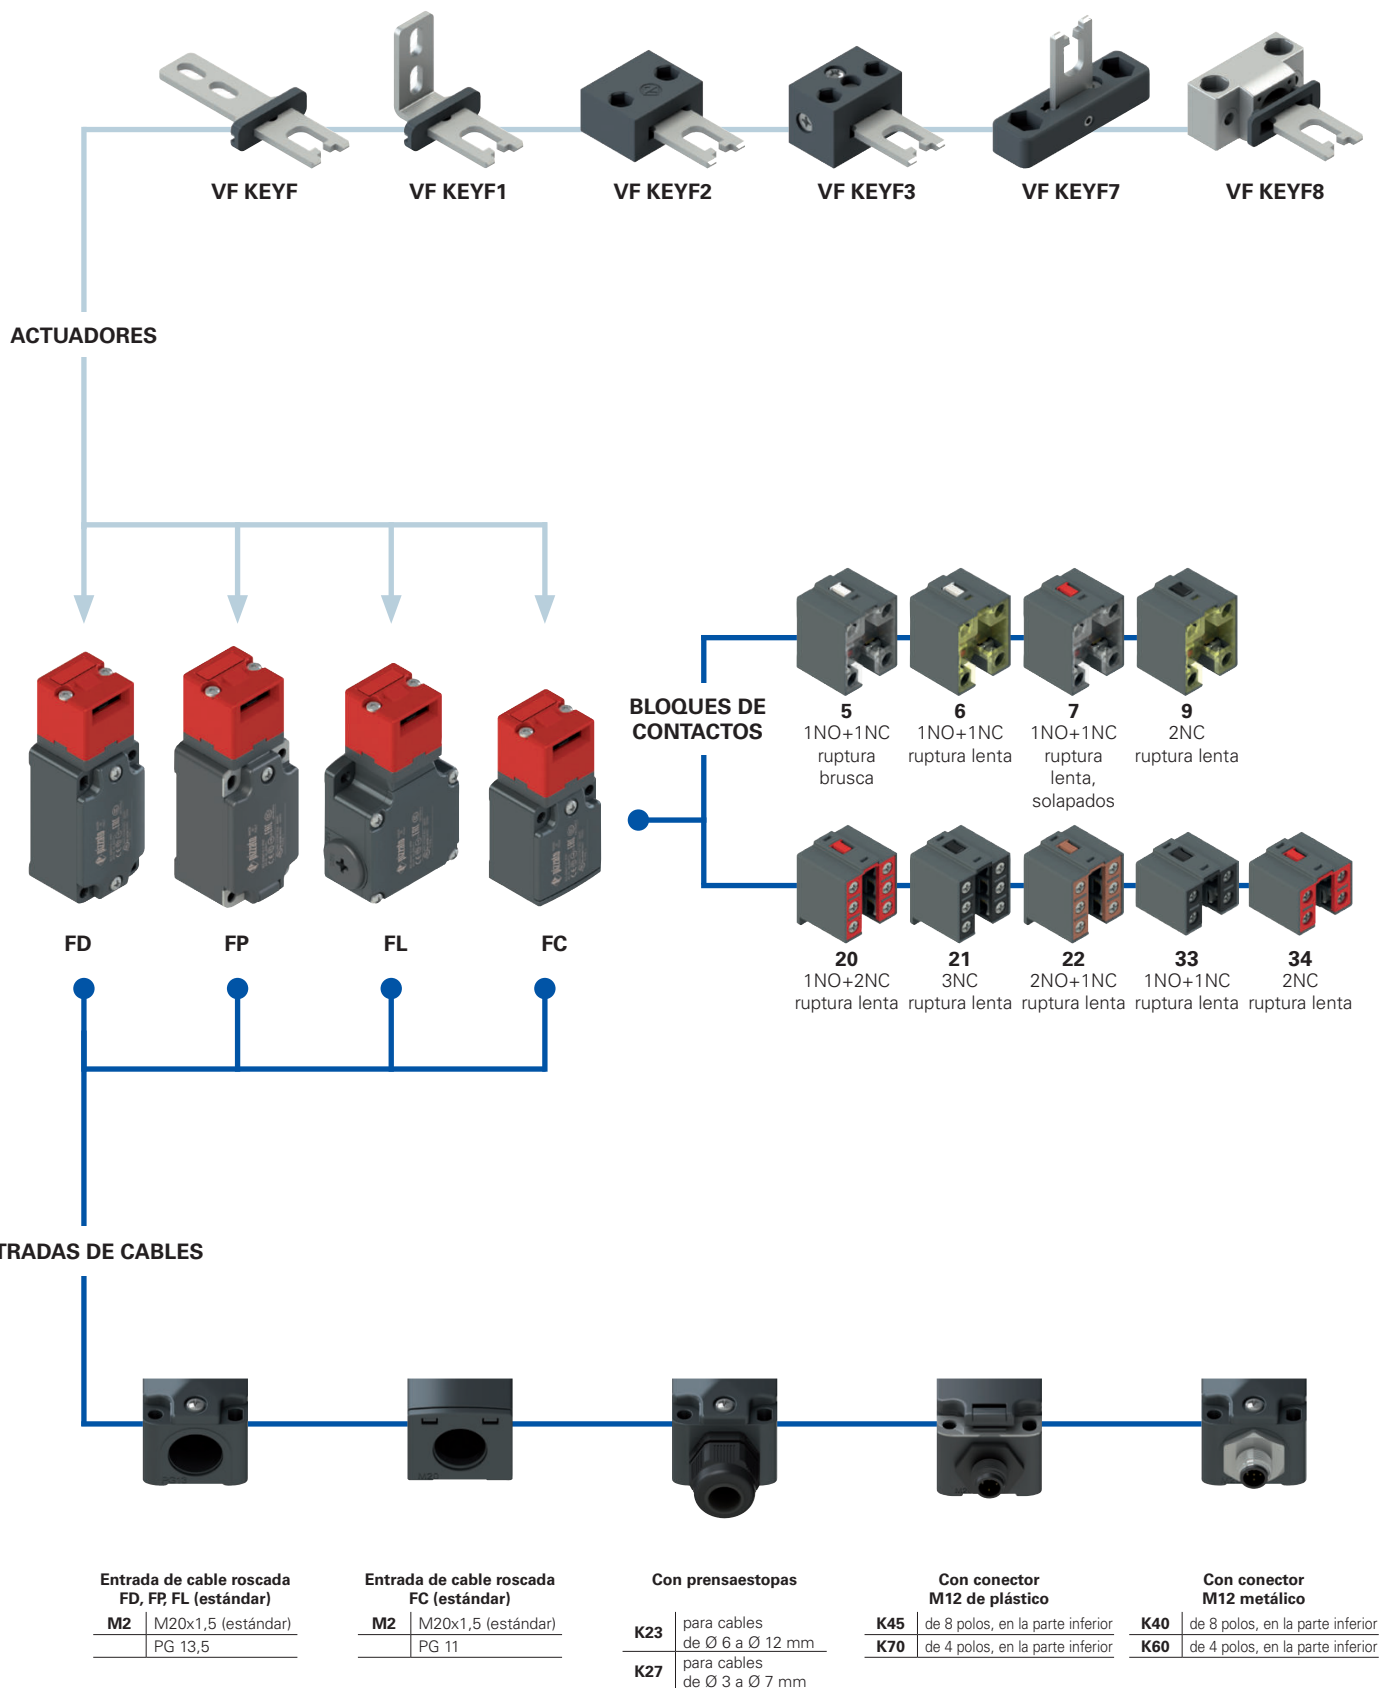 VF KEYF
VF KEYF1
VF KEYF2
VF KEYF3
VF KEYF7
VF KEYF8
ACTUADORES
BLOQUES DE
CONTACTOS
5
1NO+1NC
ruptura
brusca
6
1NO+1NC
ruptura lenta
7
1NO+1NC
ruptura
lenta,
solapados
9
2NC
ruptura lenta
pizzato
pizzato
pizzato
pizzato
FD
FP
FL
FC
20
1NO+2NC
ruptura lenta
21
3NC
ruptura lenta
22
2NO+1NC
ruptura lenta
33
1NO+1NC
ruptura lenta
34
2NC
ruptura lenta
TRADAS DE CABLES
Entrada de cable roscada
FD, FP, FL (estándar)
M2 M20x1,5 (estándar)
PG 13,5
Entrada de cable roscada
FC (estándar)
M2 M20x1,5 (estándar)
PG 11
Con prensaestopas
K23 para cables
de Ø 6 a Ø 12 mm
K27 para cables
de Ø 3 a Ø 7 mm
Con conector
M12 de plástico
K45 de 8 polos, en la parte inferior
K70 de 4 polos, en la parte inferior
Con conector
M12 metálico
K40 de 8 polos, en la parte inferior
K60 de 4 polos, en la parte inferior